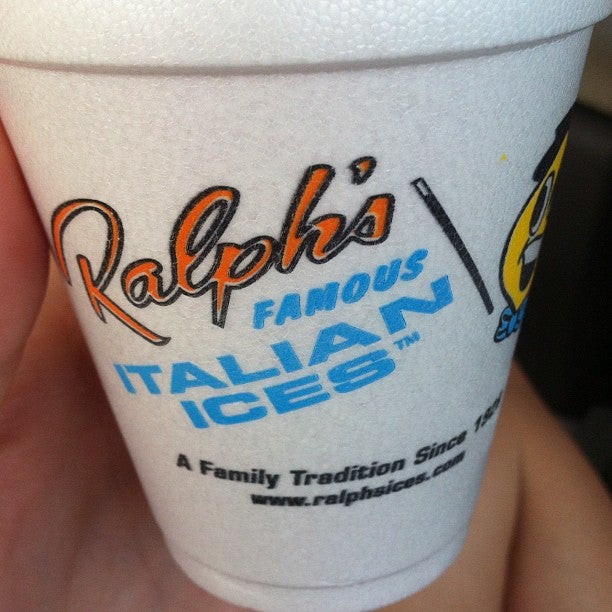 Ralph's
FAMOUS
ITALIAN
ICES™
A Family Tradition Since
www.ralphsices.com